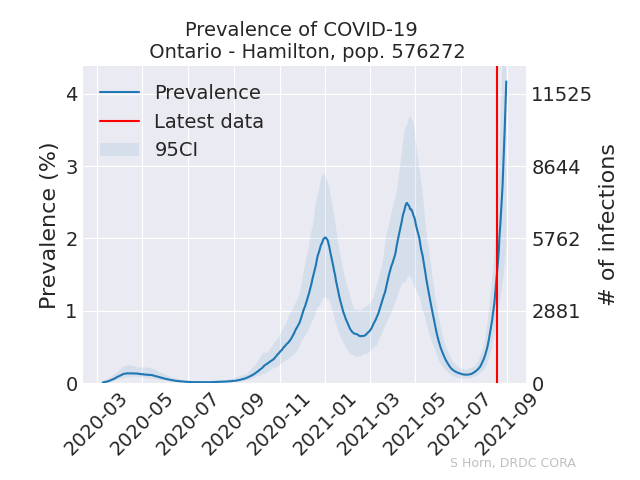 Prevalence of COVID-19
Ontario - Hamilton, pop. 576272
Prevalence
Latest data
95CI
Prevalence (%)
4
3
2
1
0
11525
8644
5762
2881
0
# of infections
2020-03
2020-05
2020-07
2020-09
2020-11
2021-01
2021-03
2021-05
2021-07
2021-09
S Horn, DRDC CORA